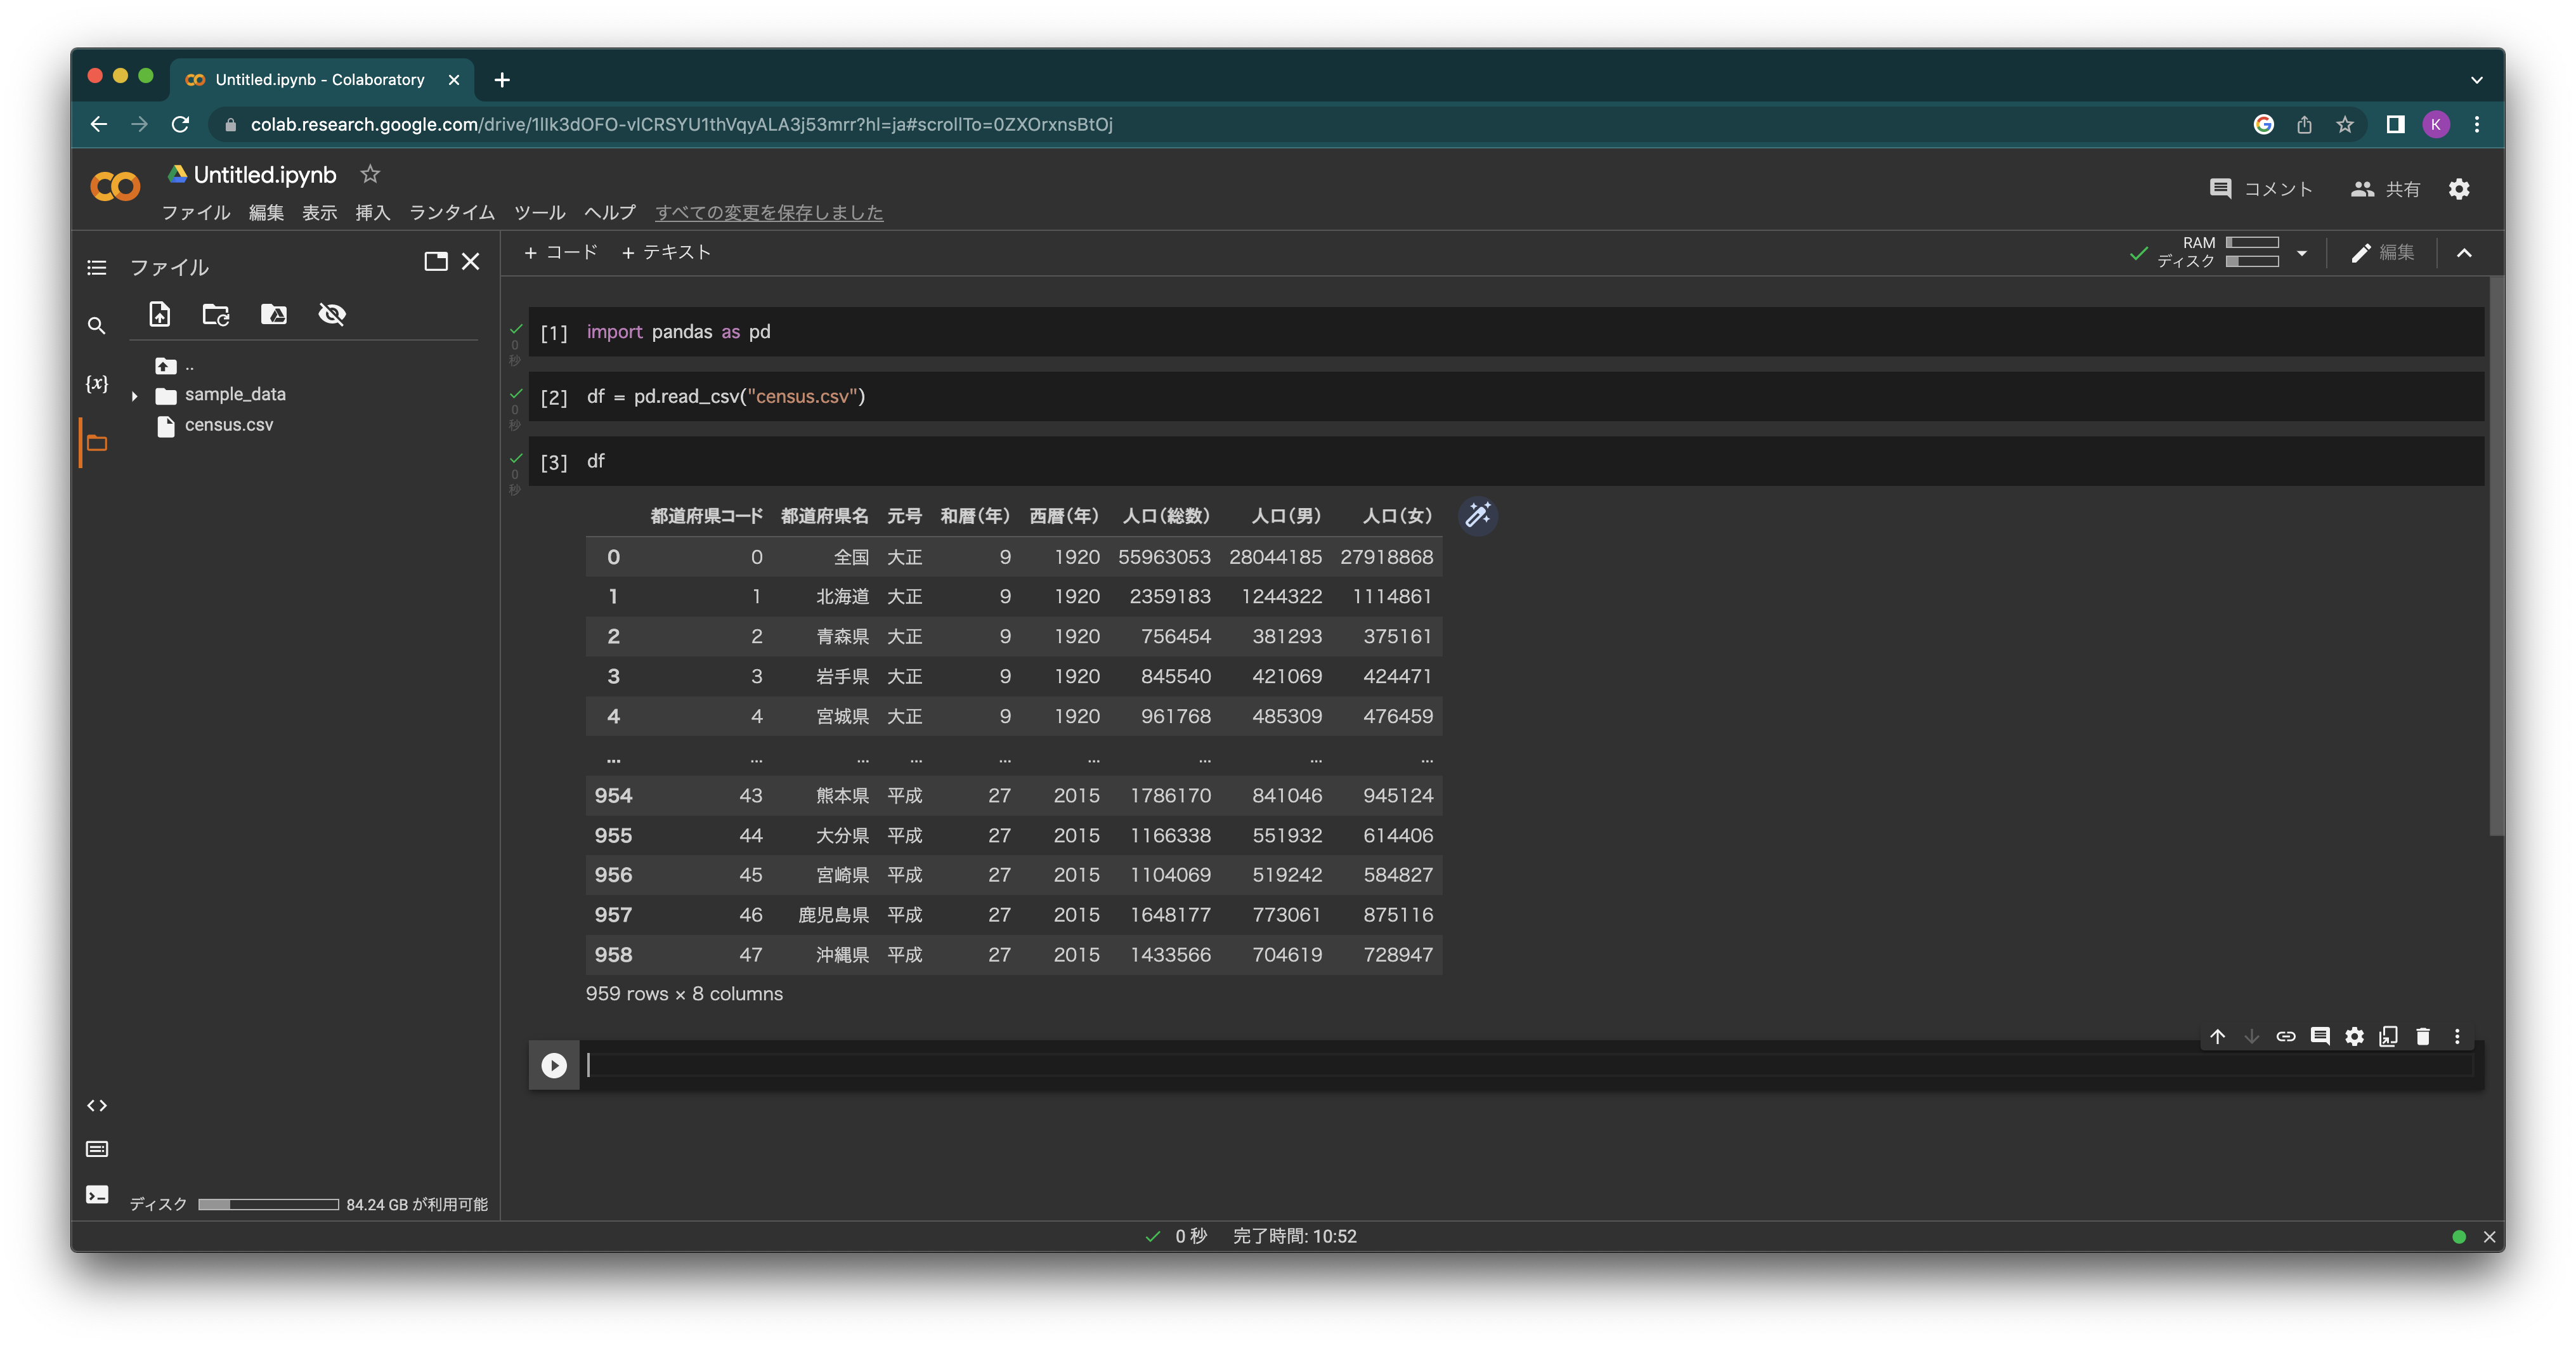 Untitled.ipynb - Colaboratory
colab.research.google.com/drive/1lIk3dOFO-vlCRSYU1thVqyALA3j53mrr?hl=ja#scrollTo=0ZXOrxnsBtOj
K
Untitled.ipynb
コメント 共有
ファイル 編集 表示 挿入 ランタイム ツール ヘルプ すべての変更を保存しました
ファイル
+ コード + テキスト
RAM
ディスク
編集
..
sample_data
census.csv
{x}
[1] import pandas as pd
0
秒
[2] df = pd.read_csv("census.csv")
0
秒
[3] df
0
秒
都道府県コード 都道府県名 元号 和暦(年) 西暦(年) 人口(総数) 人口(男) 人口(女)
0 0 全国 大正 9 1920 55963053 28044185 27918868
1 1 北海道 大正 9 1920 2359183 1244322 1114861
2 2 青森県 大正 9 1920 756454 381293 375161
3 3 岩手県 大正 9 1920 845540 421069 424471
4 4 宮城県 大正 9 1920 961768 485309 476459
... ... ... ... ... ... ... ... ...
954 43 熊本県 平成 27 2015 1786170 841046 945124
955 44 大分県 平成 27 2015 1166338 551932 614406
956 45 宮崎県 平成 27 2015 1104069 519242 584827
957 46 鹿児島県 平成 27 2015 1648177 773061 875116
958 47 沖縄県 平成 27 2015 1433566 704619 728947
959 rows × 8 columns
ディスク 84.24 GB が利用可能
0 秒 完了時間: 10:52